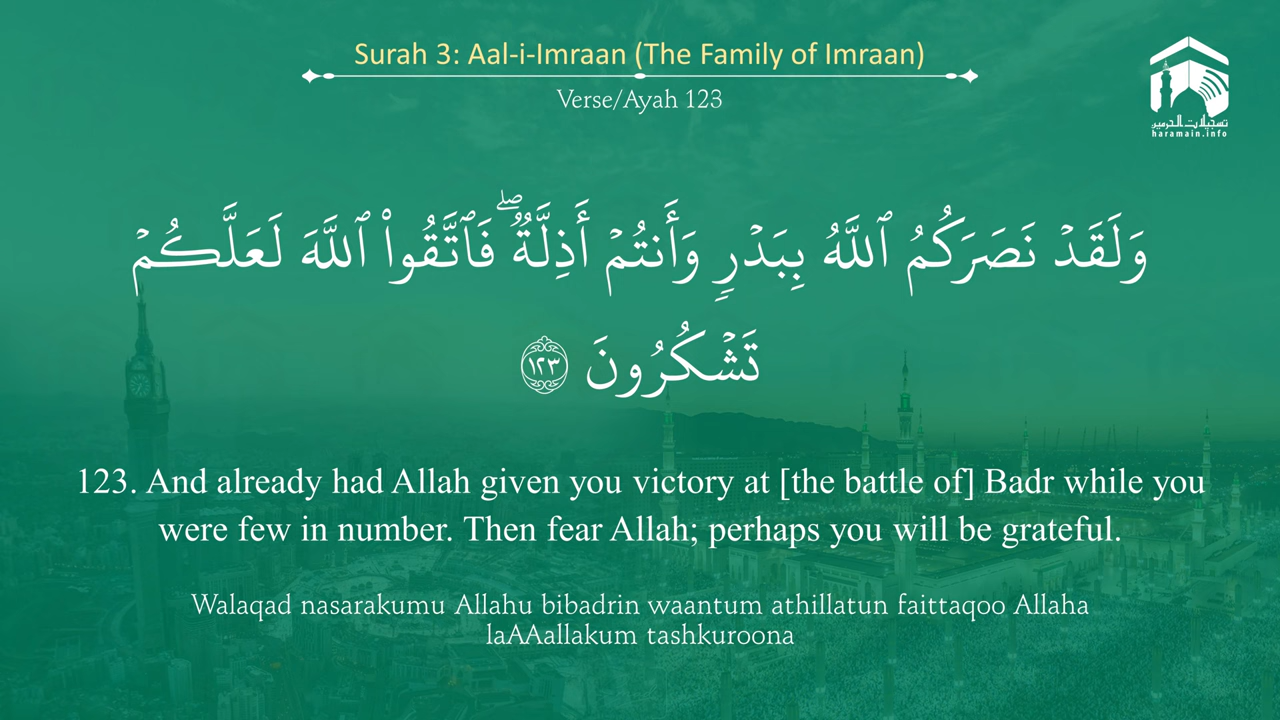 Surah 3: Aal-i-Imraan (The Family of Imraan)
Verse/Ayah 123
تسجيلات الحرمين
haramain.info
وَلَقَدۡ نَصَرَكُمُ ٱللَّهُ بِبَدۡرٖ وَأَنتُمۡ أَذِلَّةٞۖ فَٱتَّقُواْ ٱللَّهَ لَعَلَّكُمۡ
تَشۡكُرُونَ ١٢٣
123. And already had Allah given you victory at [the battle of] Badr while you
were few in number. Then fear Allah; perhaps you will be grateful.
Walaqad nasarakumu Allahu bibadrin waantum athillatun faittaqoo Allaha
laAAallakum tashkuroona